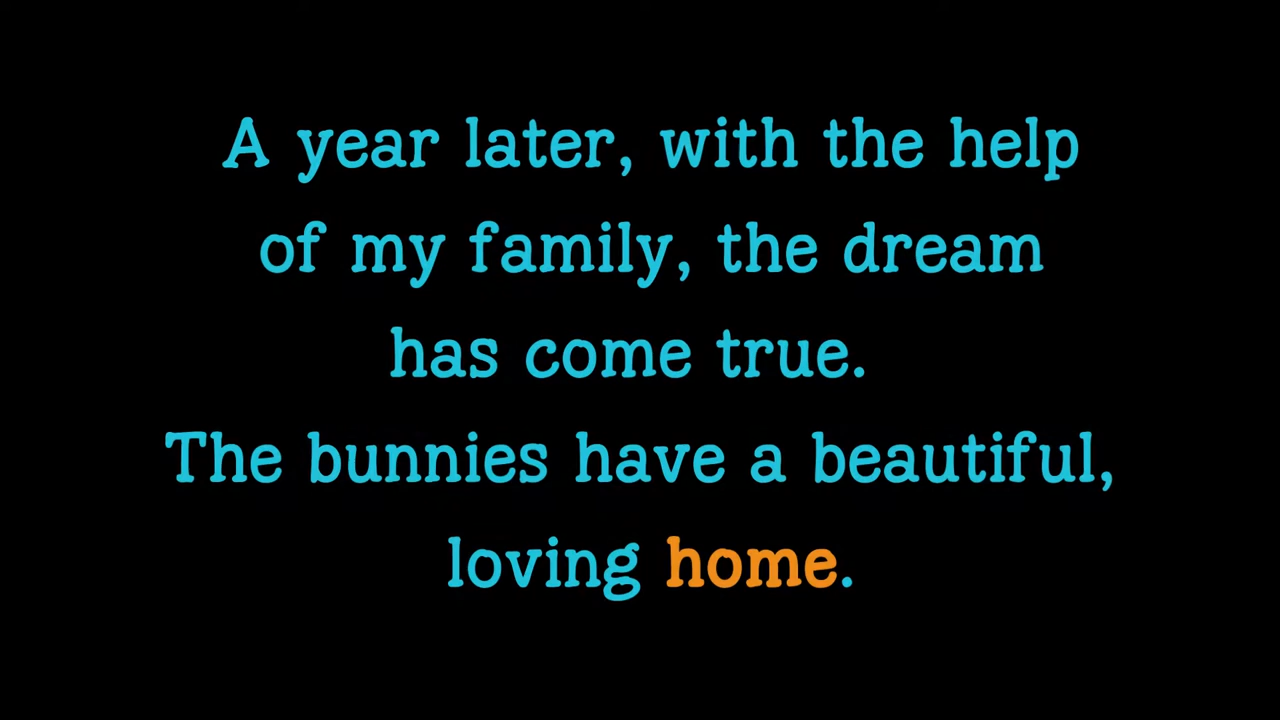 A year later, with the help
of my family, the dream
has come true.
The bunnies have a beautiful,
loving home.